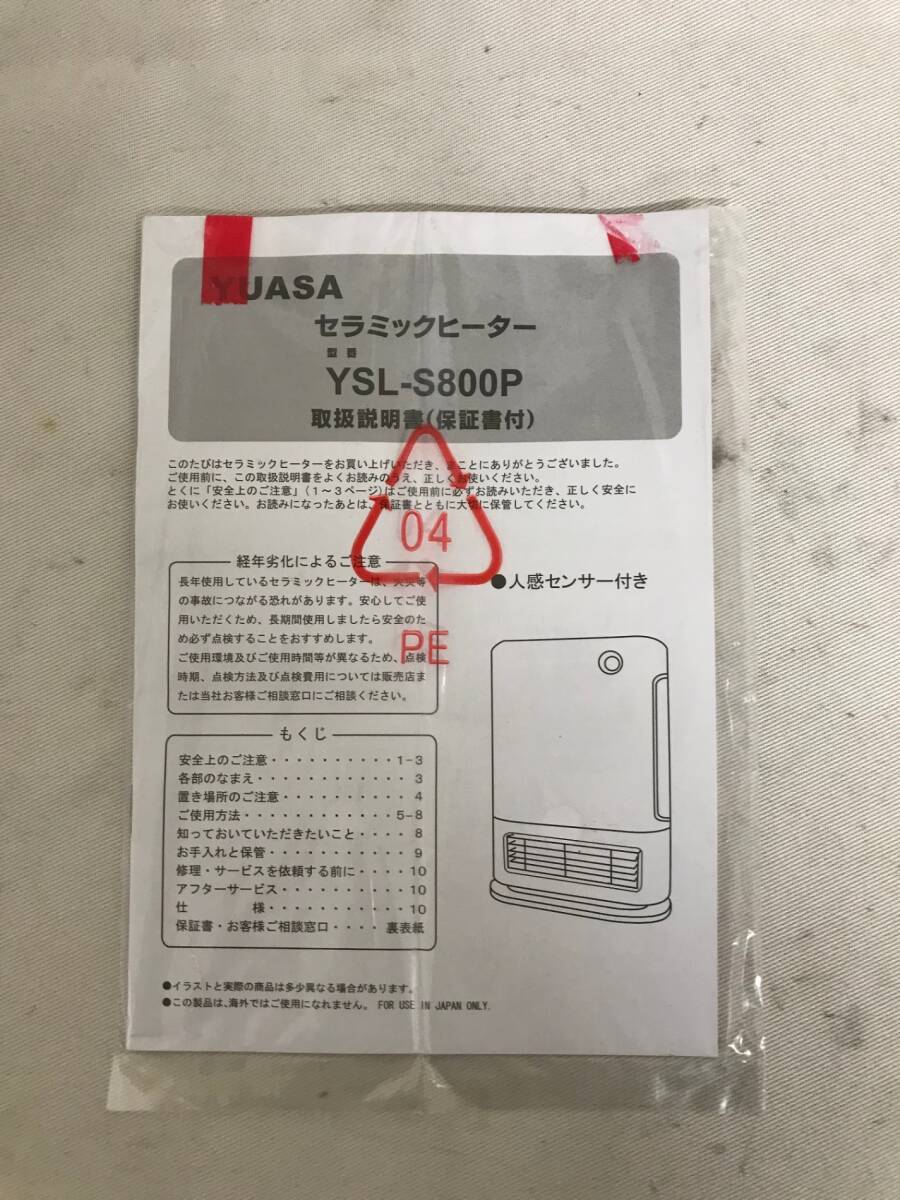 YUASA
セラミックヒーター
型番
YSL-S800P
取扱説明書(保証書付)
このたびはセラミックヒーターをお買い上げいただき、まことにありがとうございました。
ご使用前に、この取扱説明書をよくお読みのうえ、正しくお使いください。
とくに「安全上のご注意」(1～3ページ)はご使用前に必ずお読みいただき、正しく安全に
お使いください。お読みになったあとは、保証書とともに大切に保管してください。
04
PE
経年劣化によるご注意
長年使用しているセラミックヒーターは、火災等
の事故につながる恐れがあります。安心してご使
用いただくため、長期間使用しましたら安全のた
め必ず点検することをおすすめします。
ご使用環境及びご使用時間等が異なるため、点検
時期、点検方法及び点検費用については販売店ま
たは当社お客様ご相談窓口にご相談ください。
●人感センサー付き
もくじ
安全上のご注意・・・・・・・・・・1-3
各部のなまえ・・・・・・・・・・・・3
置き場所のご注意・・・・・・・・・・4
ご使用方法・・・・・・・・・・・・5-8
知っておいていただきたいこと・・・・8
お手入れと保管・・・・・・・・・・・9
修理・サービスを依頼する前に・・・・10
アフターサービス・・・・・・・・・・10
仕　　　様・・・・・・・・・・・10
保証書・お客様ご相談窓口・・・・裏表紙
●イラストと実際の商品は多少異なる場合があります。
●この製品は、海外ではご使用になれません。 FOR USE IN JAPAN ONLY.